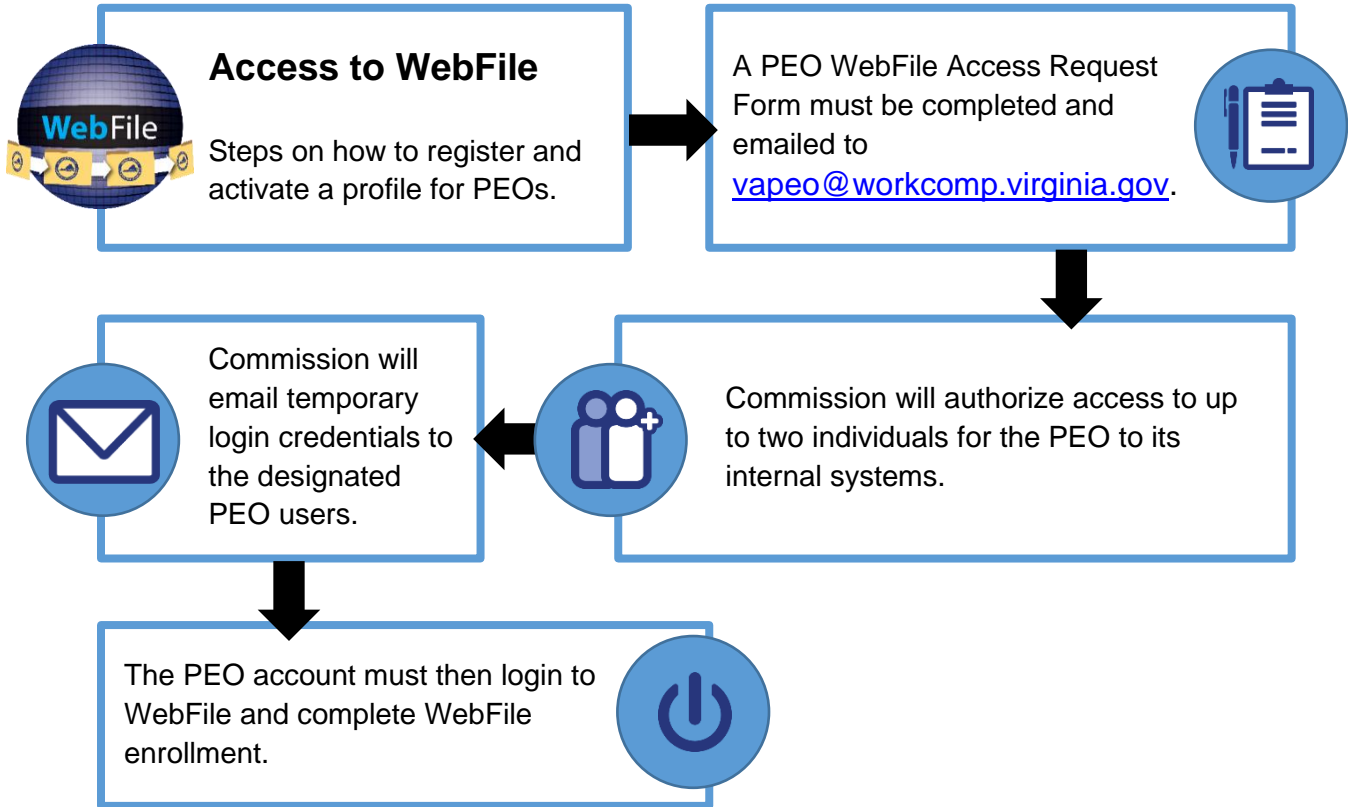 WebFile
Access to WebFile
Steps on how to register and
activate a profile for PEOs.
A PEO WebFile Access Request
Form must be completed and
emailed to
vapeo@workcomp.virginia.gov.
Commission will authorize access to up
to two individuals for the PEO to its
internal systems.
Commission will
email temporary
login credentials to
the designated
PEO users.
The PEO account must then login to
WebFile and complete WebFile
enrollment.